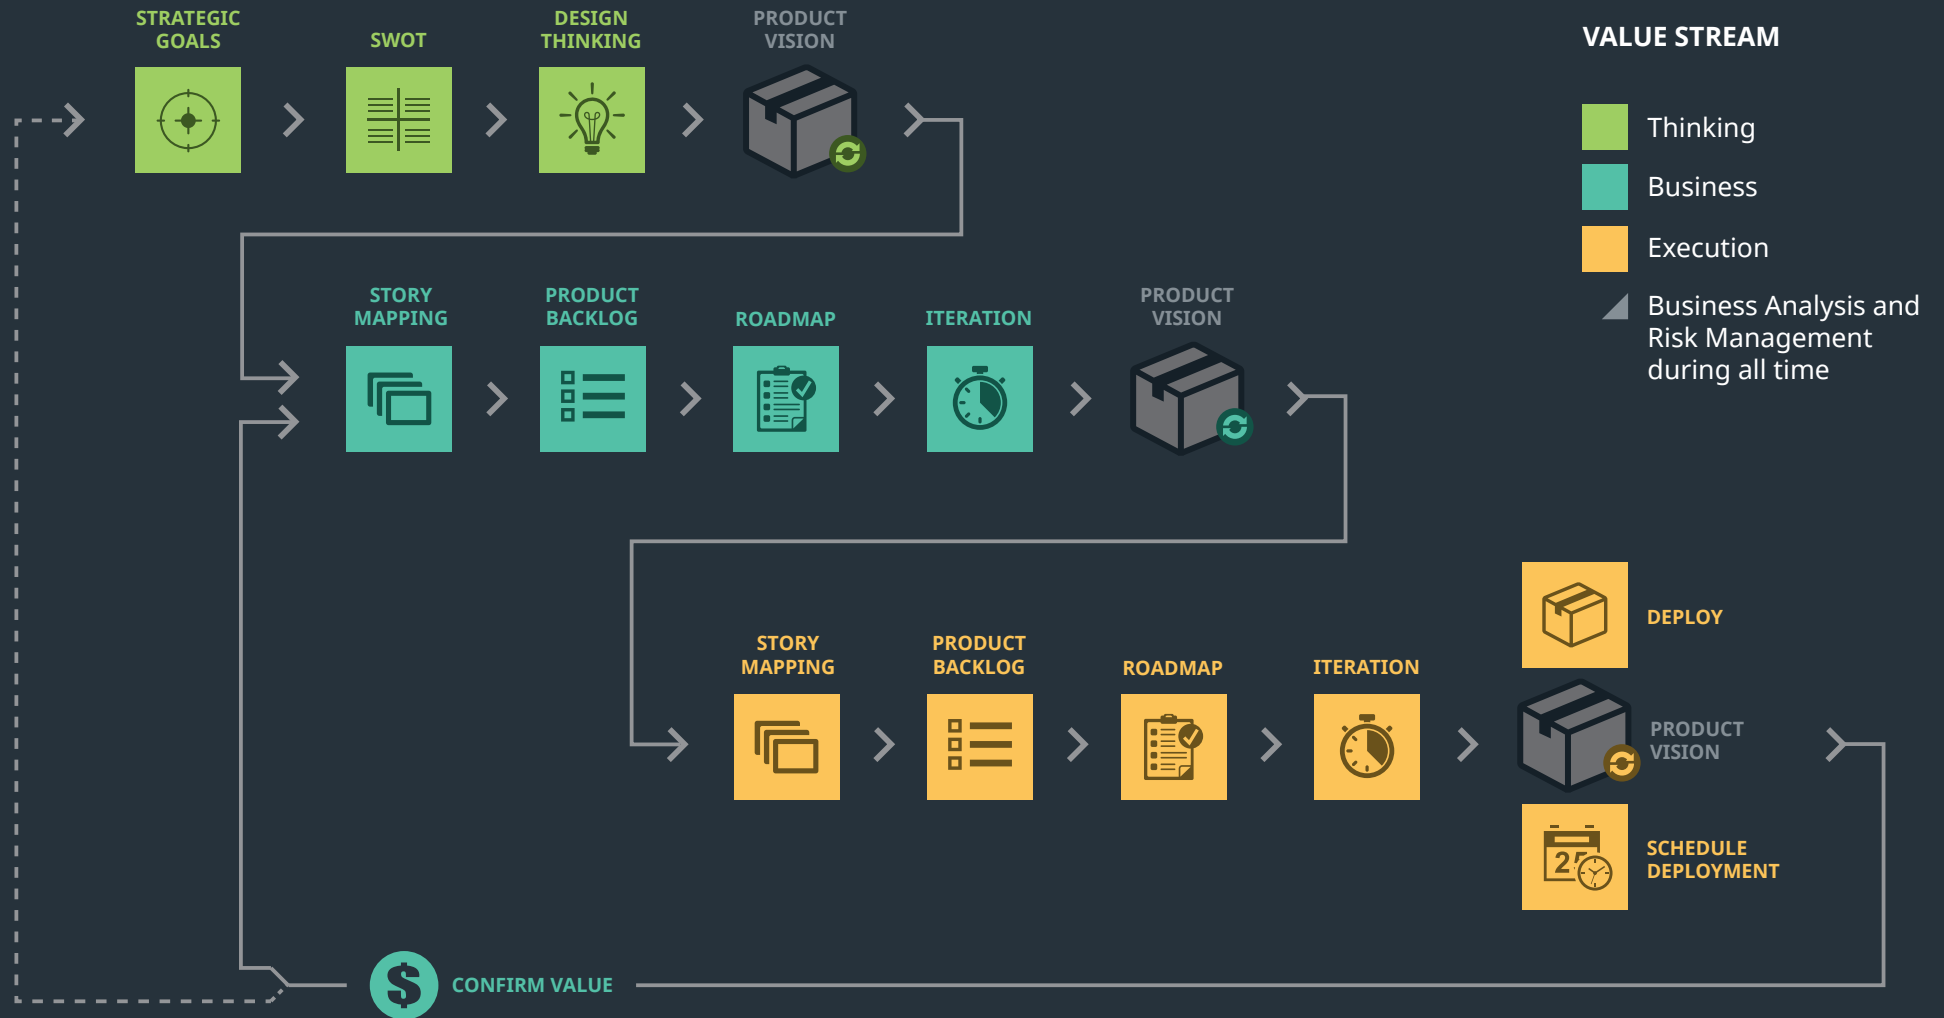 STRATEGIC
GOALS
SWOT
DESIGN
THINKING
PRODUCT
VISION
VALUE STREAM
Thinking
Business
Execution
Business Analysis and
Risk Management
during all time
STORY
MAPPING
PRODUCT
BACKLOG
ROADMAP
ITERATION
PRODUCT
VISION
STORY
MAPPING
PRODUCT
BACKLOG
ROADMAP
ITERATION
DEPLOY
PRODUCT
VISION
25
SCHEDULE
DEPLOYMENT
$
CONFIRM VALUE